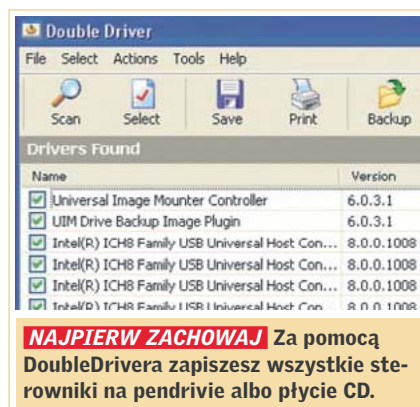 Double Driver
File Select Actions Tools Help
Scan Select Save Print Backup
Drivers Found
Name Version
Universal Image Mounter Controller 6.0.3.1
UIM Drive Backup Image Plugin 6.0.3.1
Intel(R) ICH8 Family USB Universal Host Con... 8.0.0.1008
Intel(R) ICH8 Family USB Universal Host Con... 8.0.0.1008
Intel(R) ICH8 Family USB Universal Host Con... 8.0.0.1008
NAJPIERW ZACHOWAJ Za pomocą
DoubleDrivera zapiszesz wszystkie ste-
rowniki na pendrivie albo płycie CD.